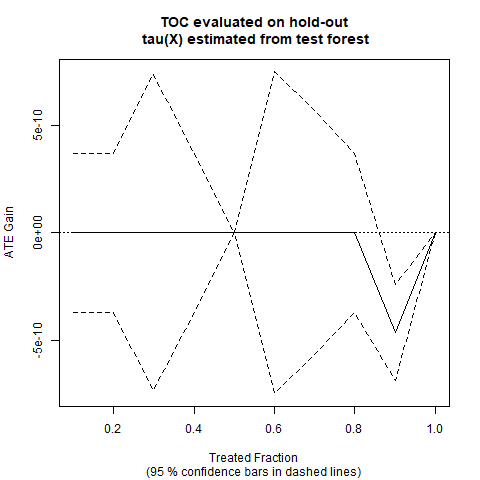 TOC evaluated on hold-out
tau(X) estimated from test forest
5e-10
0e+00
-5e-10
ATE Gain
0.2 0.4 0.6 0.8 1.0
Treated Fraction
(95 % confidence bars in dashed lines)